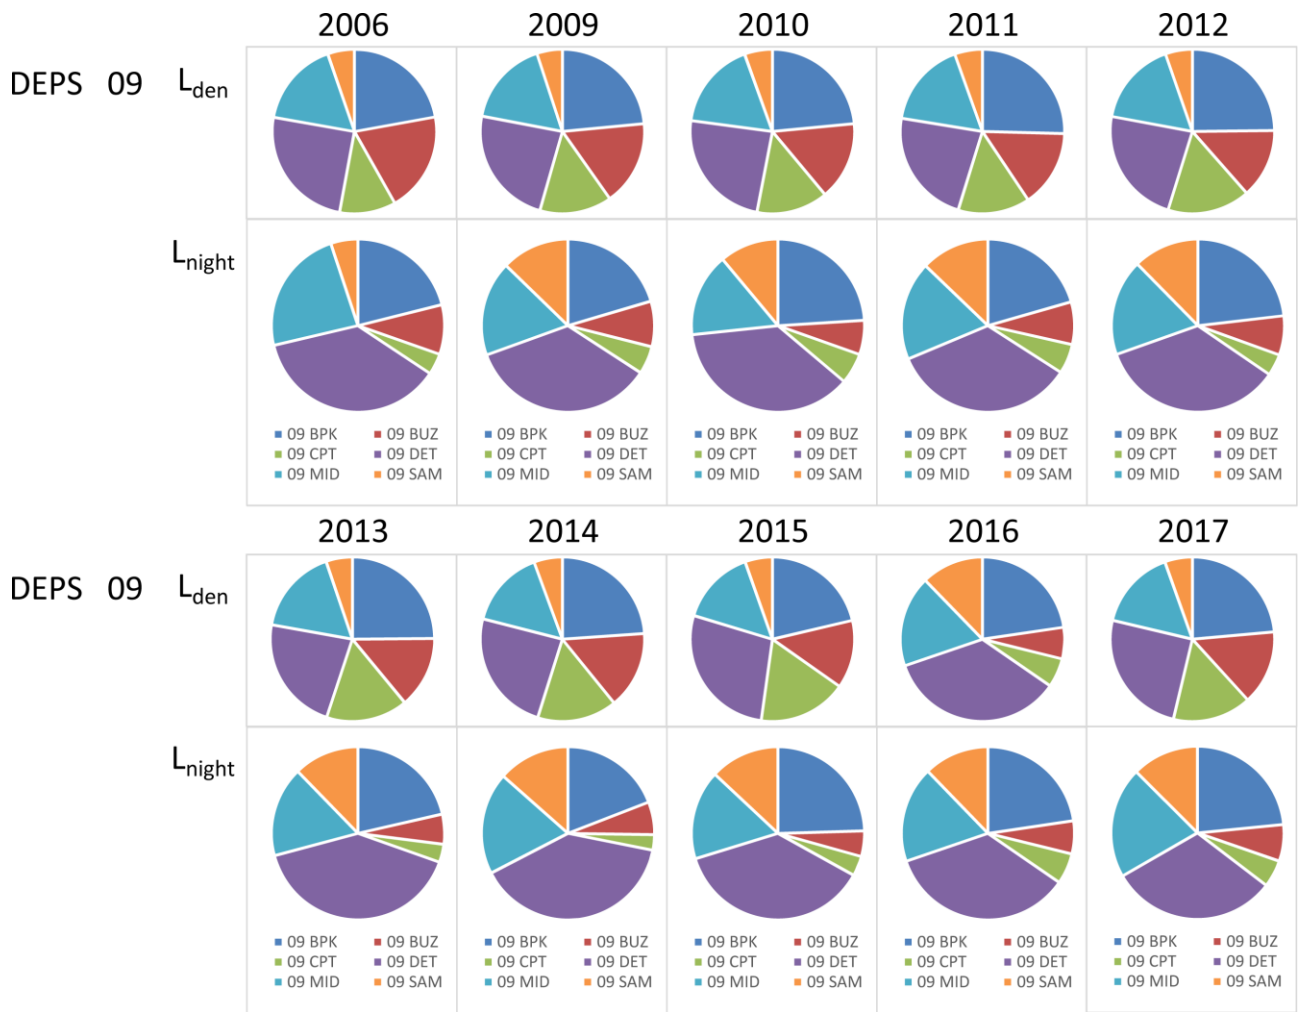 2006 2009 2010 2011 2012
DEPS 09 Lden
Lnight
09 BPK 09 BUZ 09 BPK 09 BUZ 09 BPK 09 BUZ 09 BPK 09 BUZ 09 BPK 09 BUZ
09 CPT 09 DET 09 CPT 09 DET 09 CPT 09 DET 09 CPT 09 DET 09 CPT 09 DET
09 MID 09 SAM 09 MID 09 SAM 09 MID 09 SAM 09 MID 09 SAM 09 MID 09 SAM
2013 2014 2015 2016 2017
DEPS 09 Lden
Lnight
09 BPK 09 BUZ 09 BPK 09 BUZ 09 BPK 09 BUZ 09 BPK 09 BUZ 09 BPK 09 BUZ
09 CPT 09 DET 09 CPT 09 DET 09 CPT 09 DET 09 CPT 09 DET 09 CPT 09 DET
09 MID 09 SAM 09 MID 09 SAM 09 MID 09 SAM 09 MID 09 SAM 09 MID 09 SAM